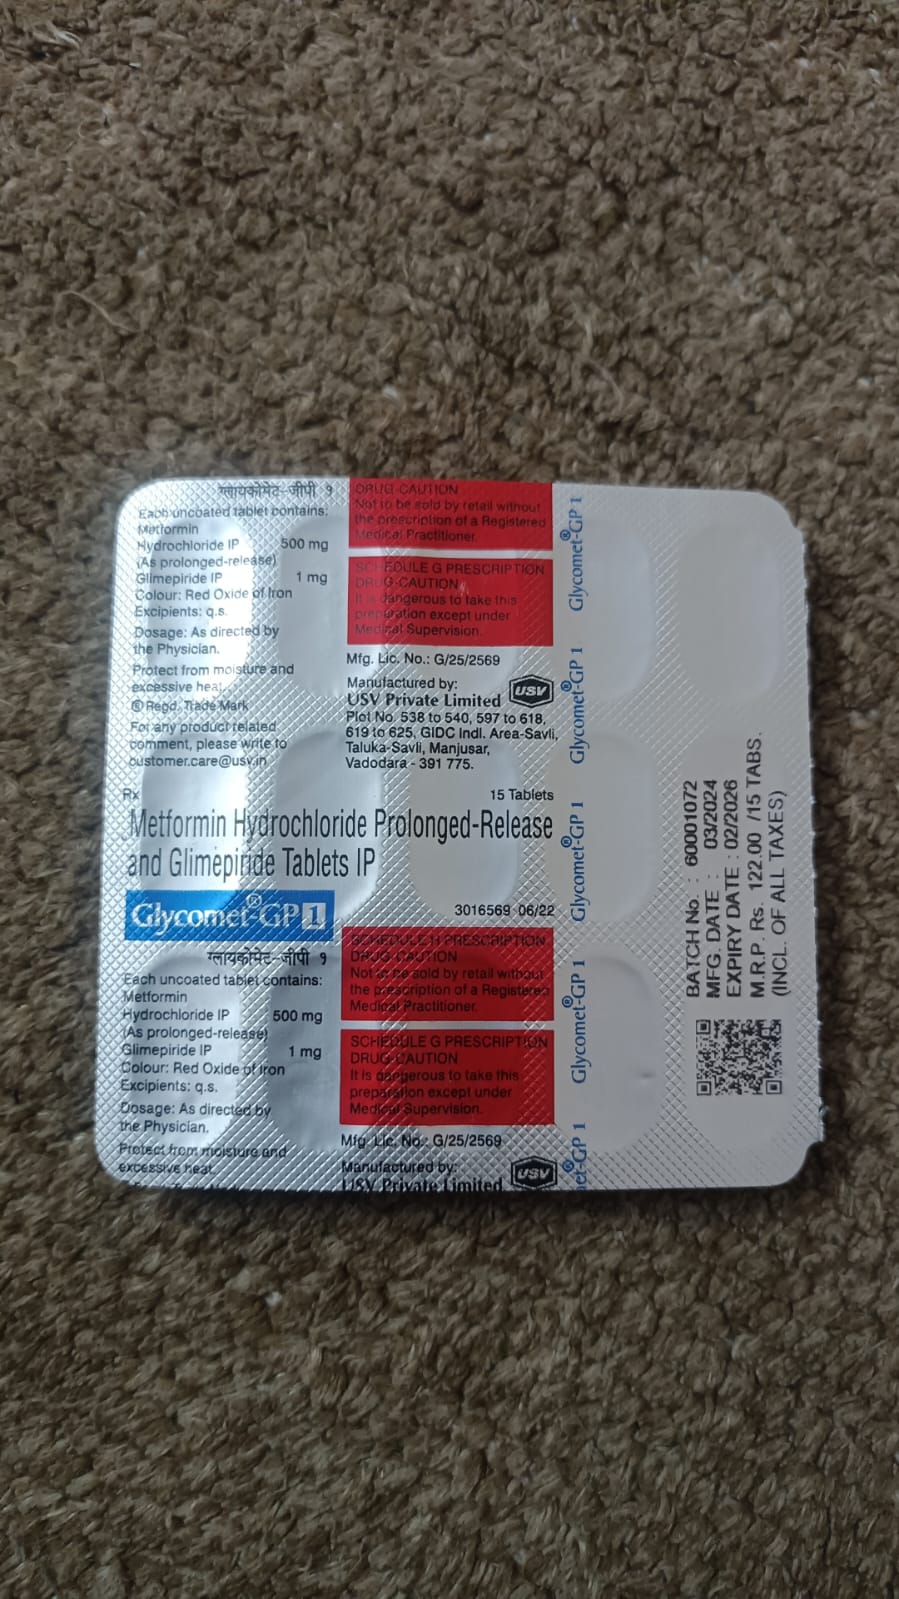 ग्लायकोमेट-जीपी १
Each uncoated tablet contains:
Metformin
Hydrochloride IP 500 mg
(As prolonged-release)
Glimepiride IP 1 mg
Colour: Red Oxide of Iron
Excipients: q.s.
Dosage: As directed by
the Physician.
Protect from moisture and
excessive heat.
® Regd. Trade Mark
For any product related
comment, please write to
customer.care@usv.in
DRUG-CAUTION
Not to be sold by retail without
the prescription of a Registered
Medical Practitioner.
SCHEDULE G PRESCRIPTION
DRUG-CAUTION
It is dangerous to take this
preparation except under
Medical Supervision.
Mfg. Lic. No.: G/25/2569
Manufactured by:
USV Private Limited
USV
Plot No. 538 to 540, 597 to 618,
619 to 625, GIDC Indl. Area-Savli,
Taluka-Savli, Manjusar,
Vadodara - 391 775.
Rx 15 Tablets
Metformin Hydrochloride Prolonged-Release
and Glimepiride Tablets IP
Glycomet®-GP 1
3016569 06/22
ग्लायकोमेट-जीपी १
Each uncoated tablet contains:
Metformin
Hydrochloride IP 500 mg
(As prolonged-release)
Glimepiride IP 1 mg
Colour: Red Oxide of Iron
Excipients: q.s.
Dosage: As directed by
the Physician.
Protect from moisture and
excessive heat.
SCHEDULE H PRESCRIPTION
DRUG-CAUTION
Not to be sold by retail without
the prescription of a Registered
Medical Practitioner.
SCHEDULE G PRESCRIPTION
DRUG-CAUTION
It is dangerous to take this
preparation except under
Medical Supervision.
Mfg. Lic. No.: G/25/2569
Manufactured by:
USV Private Limited
USV
Glycomet®-GP 1
Glycomet®-GP 1
Glycomet®-GP 1
Glycomet®-GP 1
met®-GP 1
BATCH No. : 60001072
MFG. DATE : 03/2024
EXPIRY DATE : 02/2026
M.R.P. Rs. 122.00 /15 TABS.
(INCL. OF ALL TAXES)